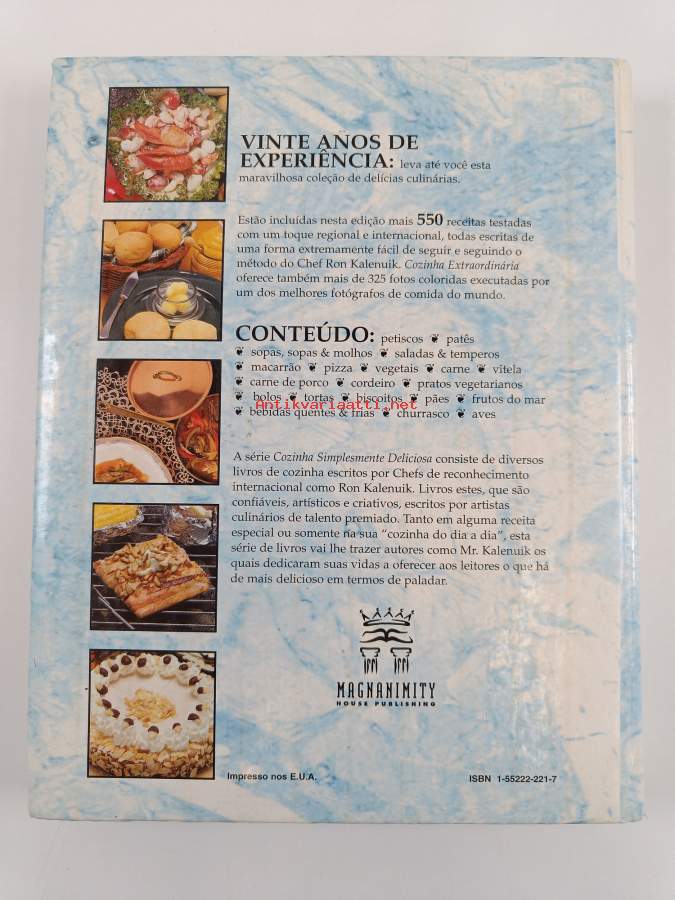 VINTE ANOS DE
EXPERIÊNCIA: leva até você esta
maravilhosa coleção de delícias culinárias.
Estão incluídas nesta edição mais 550 receitas testadas
com um toque regional e internacional, todas escritas de
uma forma extremamente fácil de seguir e seguindo o
método do Chef Ron Kalenuik. Cozinha Extraordinária
oferece também mais de 325 fotos coloridas executadas por
um dos melhores fotógrafos de comida do mundo.
CONTEÚDO: petiscos ❦ patês
❦ sopas, sopas & molhos ❦ saladas & temperos
❦ macarrão ❦ pizza ❦ vegetais ❦ carne ❦ vitela
❦ carne de porco ❦ cordeiro ❦ pratos vegetarianos
❦ bolos ❦ tortas ❦ biscoitos ❦ pães ❦ frutos do mar
Antikvariaatti.net
❦ bebidas quentes & frias ❦ churrasco ❦ aves
A série Cozinha Simplesmente Deliciosa consiste de diversos
livros de cozinha escritos por Chefs de reconhecimento
internacional como Ron Kalenuik. Livros estes, que são
confiáveis, artísticos e criativos, escritos por artistas
culinários de talento premiado. Tanto em alguma receita
especial ou somente na sua "cozinha do dia a dia", esta
série de livros vai lhe trazer autores como Mr. Kalenuik os
quais dedicaram suas vidas a oferecer aos leitores o que há
de mais delicioso em termos de paladar.
MAGNANIMITY
HOUSE PUBLISHING
Impresso nos E.U.A.
ISBN 1-55222-221-7